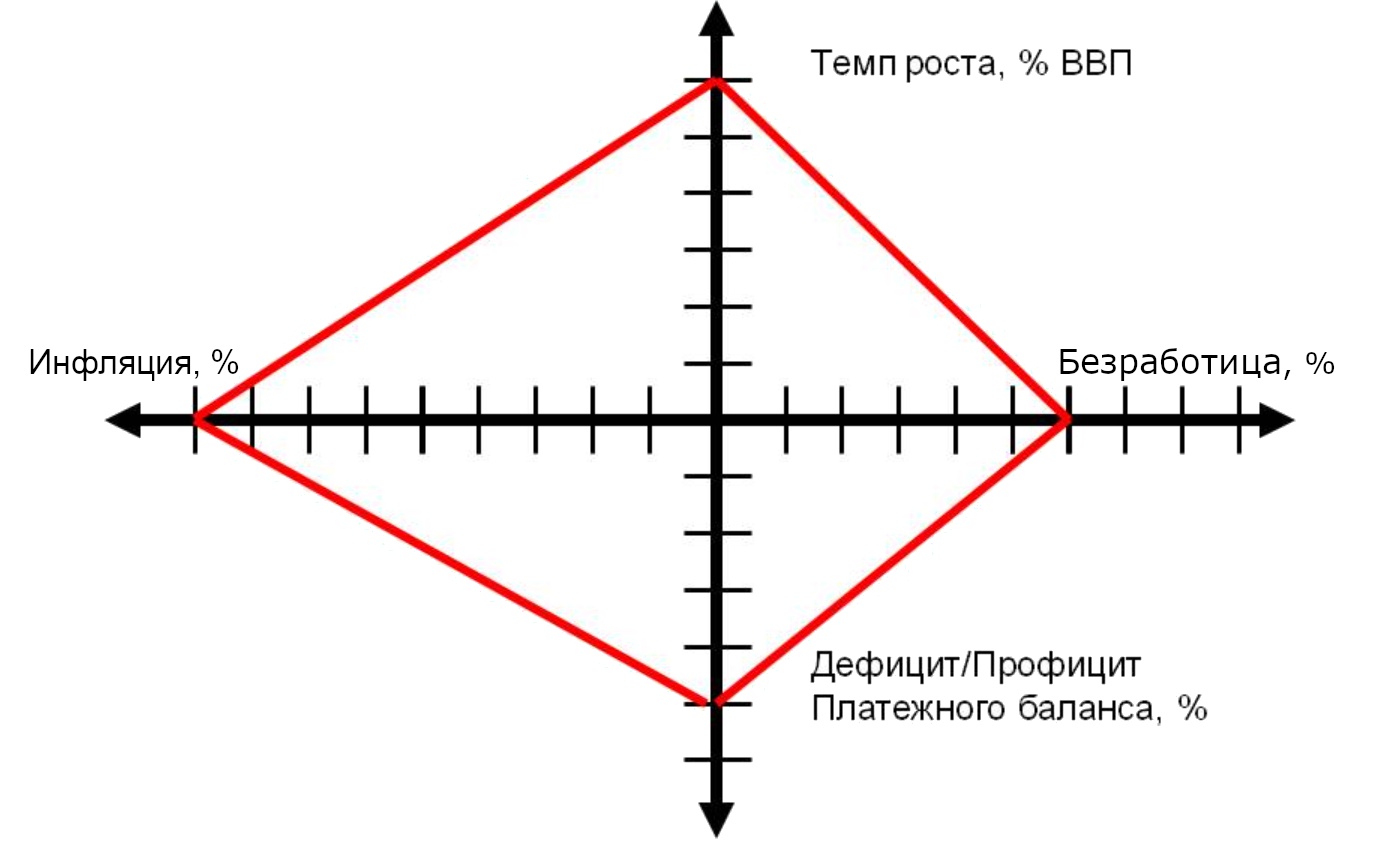 Темп роста, % ВВП
Инфляция, %
Безработица, %
Дефицит/Профицит
Платежного баланса, %